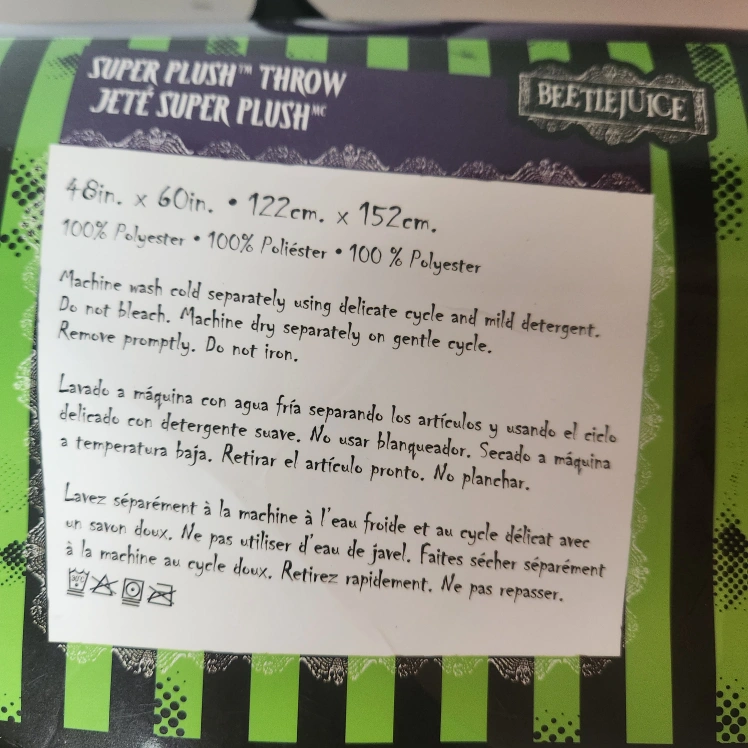 SUPER PLUSH™ THROW
JETÉ SUPER PLUSH MC
BEETLEJUICE
48in. x 60in. • 122cm. x 152cm.
100% Polyester • 100% Poliéster • 100 % Polyester
Machine wash cold separately using delicate cycle and mild detergent.
Do not bleach. Machine dry separately on gentle cycle.
Remove promptly. Do not iron.
Lavado a máquina con agua fría separando los artículos y usando el ciclo
delicado con detergente suave. No usar blanqueador. Secado a máquina
a temperatura baja. Retirar el artículo pronto. No planchar.
Lavez séparément à la machine à l'eau froide et au cycle délicat avec
un savon doux. Ne pas utiliser d'eau de javel. Faites sécher séparément
à la machine au cycle doux. Retirez rapidement. Ne pas repasser.